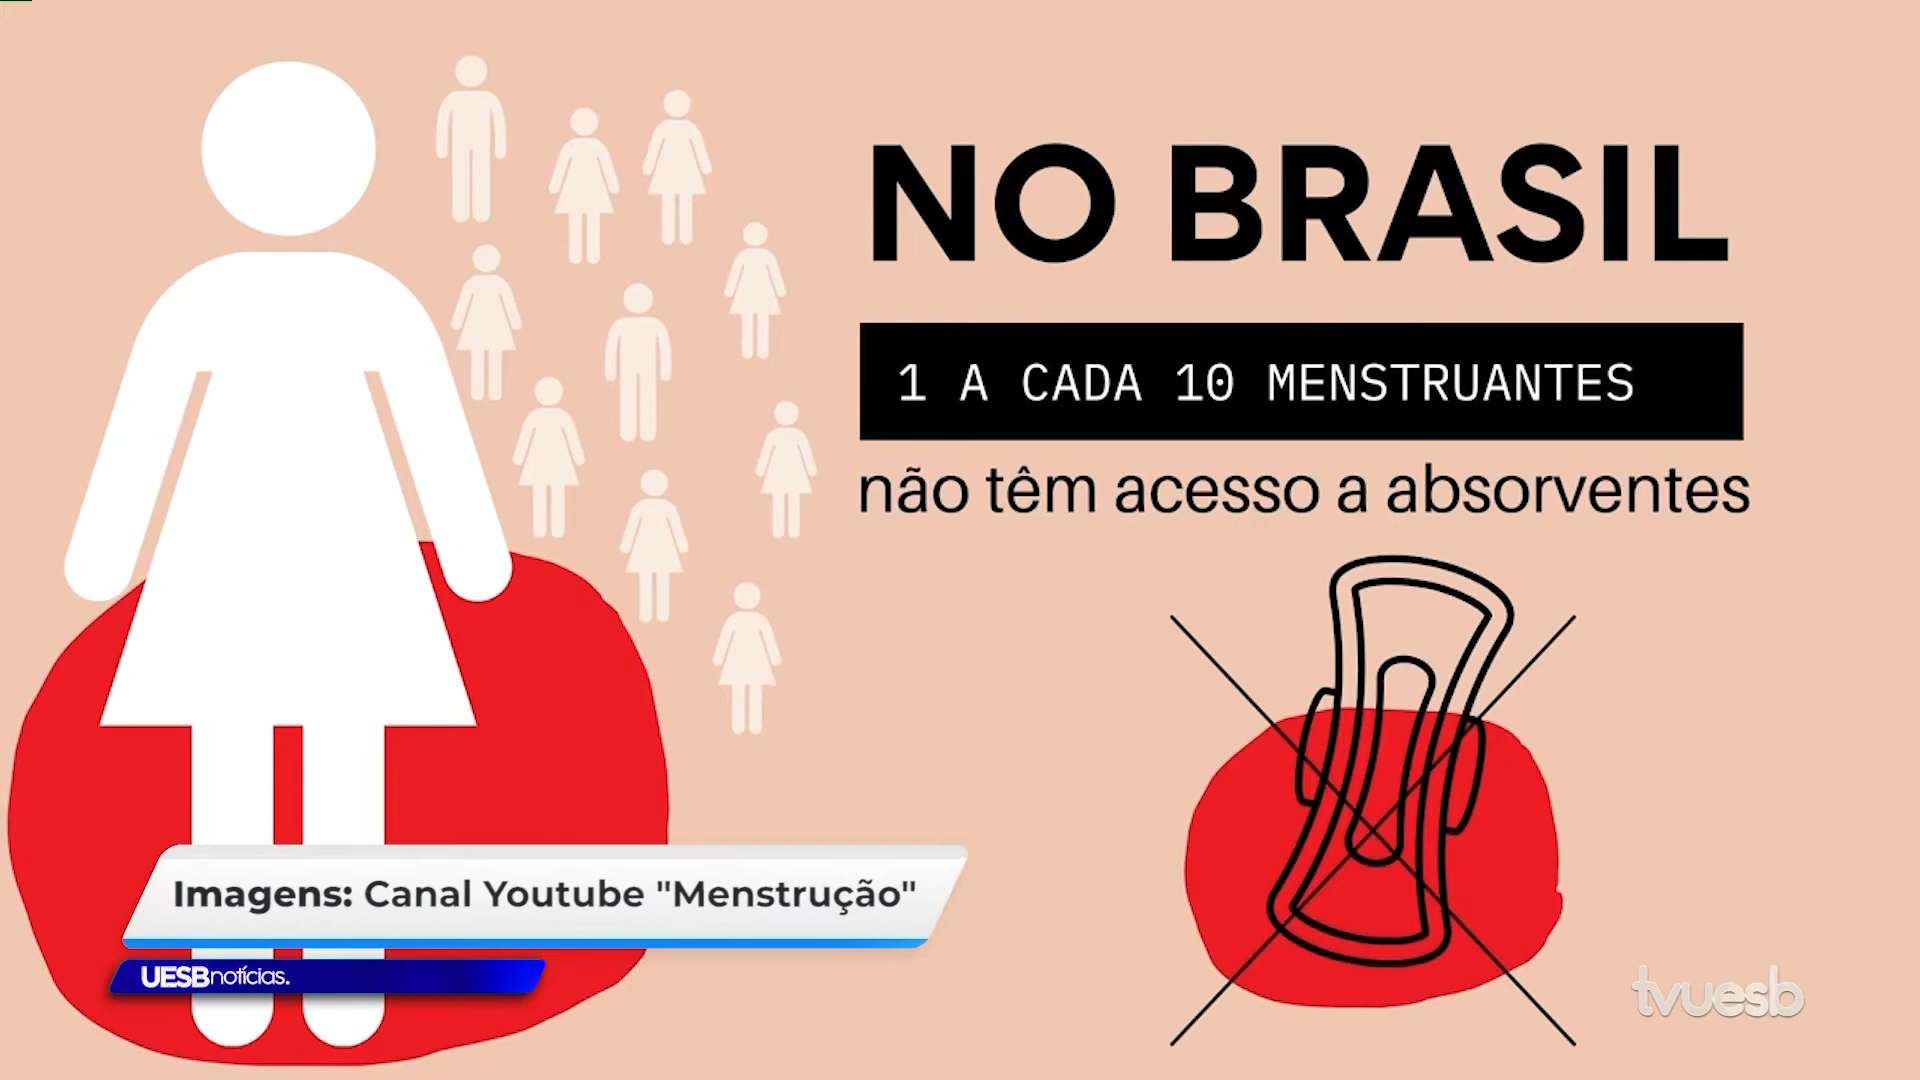 NO BRASIL
1 A CADA 10 MENSTRUANTES
não têm acesso a absorventes
Imagens: Canal Youtube "Menstrução"
UESBnotícias.
tvuesb